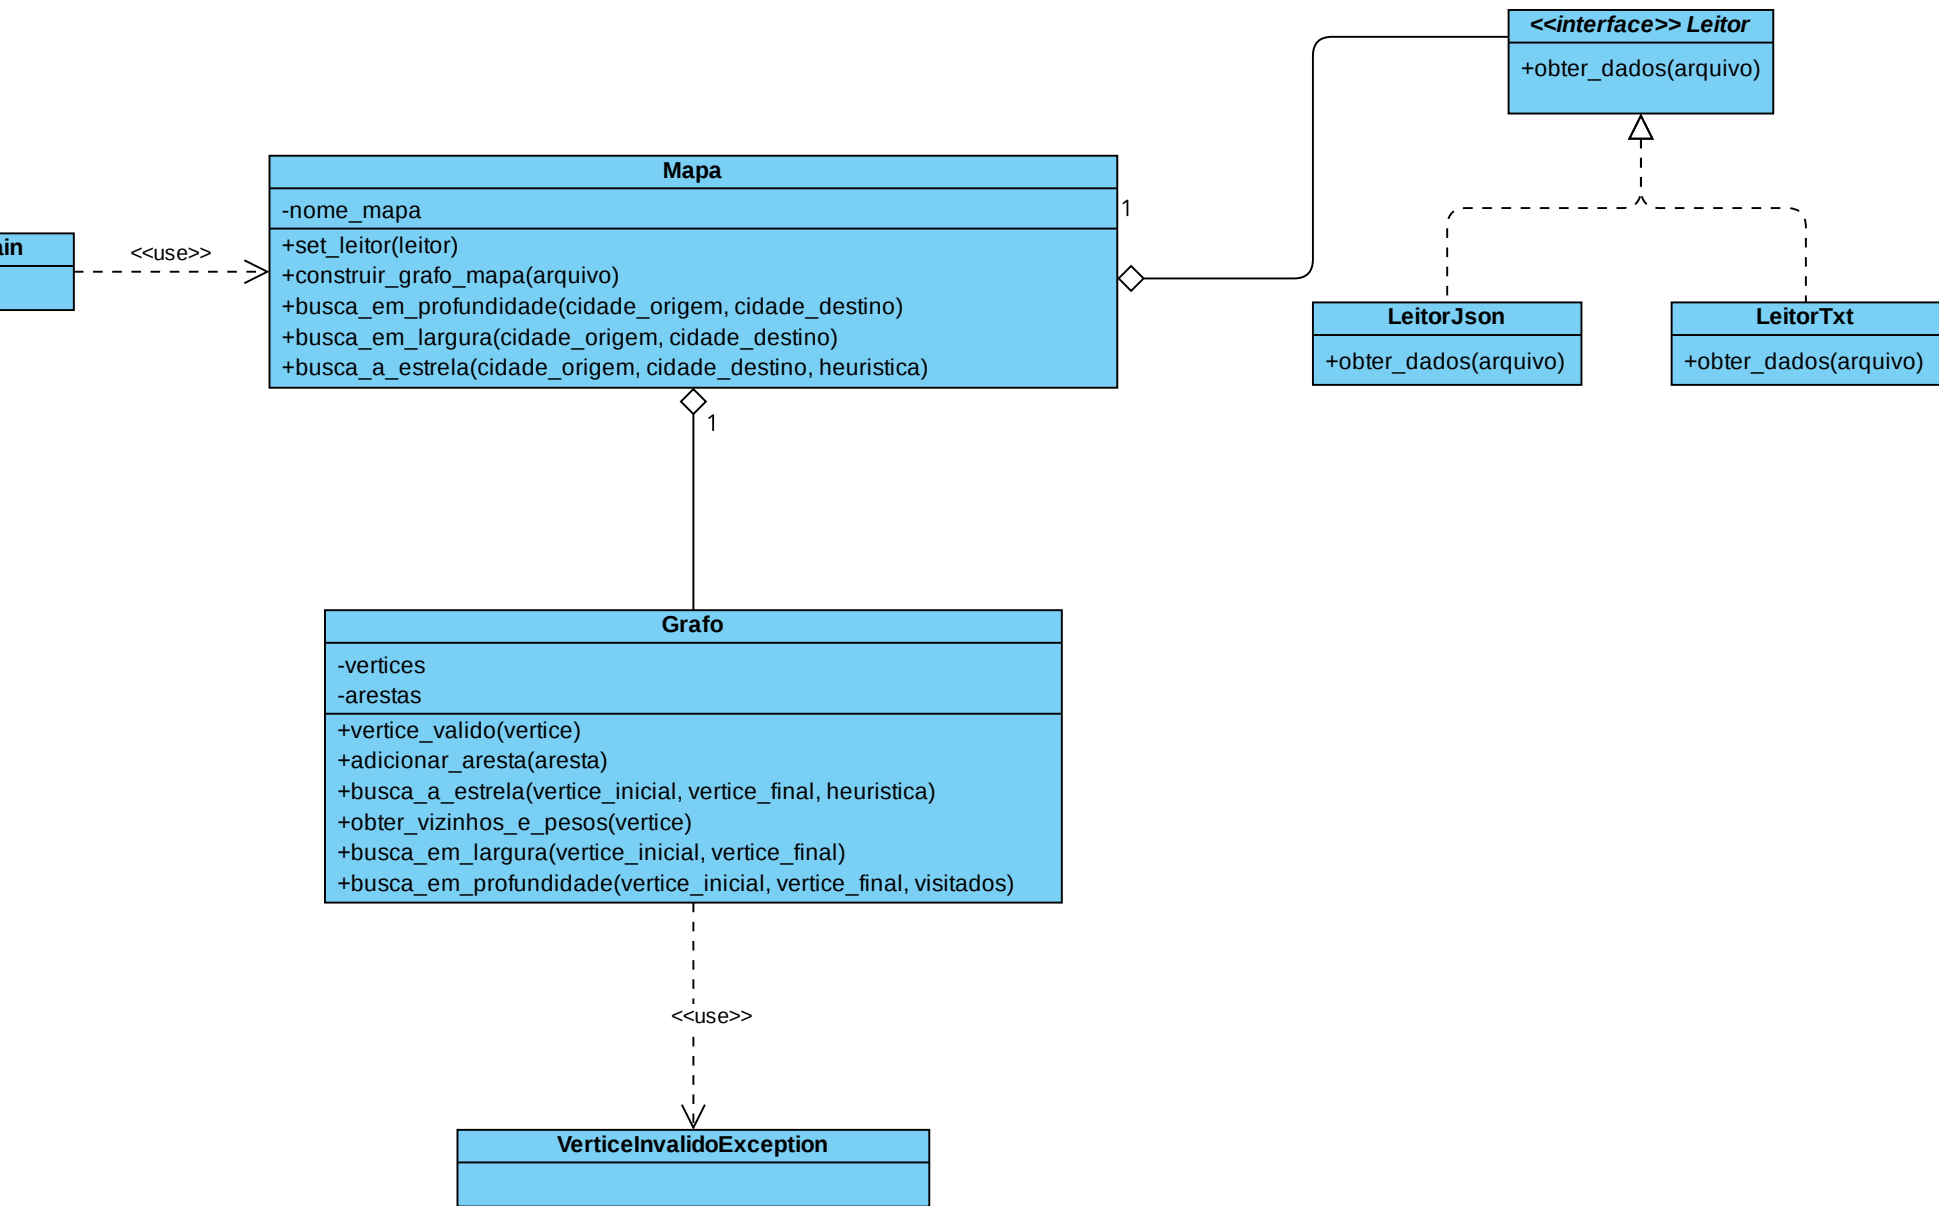 <<interface>> Leitor
+obter_dados(arquivo)
Mapa
-nome_mapa
+set_leitor(leitor)
+construir_grafo_mapa(arquivo)
+busca_em_profundidade(cidade_origem, cidade_destino)
+busca_em_largura(cidade_origem, cidade_destino)
+busca_a_estrela(cidade_origem, cidade_destino, heuristica)
1
1
<<use>>
LeitorJson
+obter_dados(arquivo)
LeitorTxt
+obter_dados(arquivo)
Grafo
-vertices
-arestas
+vertice_valido(vertice)
+adicionar_aresta(aresta)
+busca_a_estrela(vertice_inicial, vertice_final, heuristica)
+obter_vizinhos_e_pesos(vertice)
+busca_em_largura(vertice_inicial, vertice_final)
+busca_em_profundidade(vertice_inicial, vertice_final, visitados)
<<use>>
VerticeInvalidoException